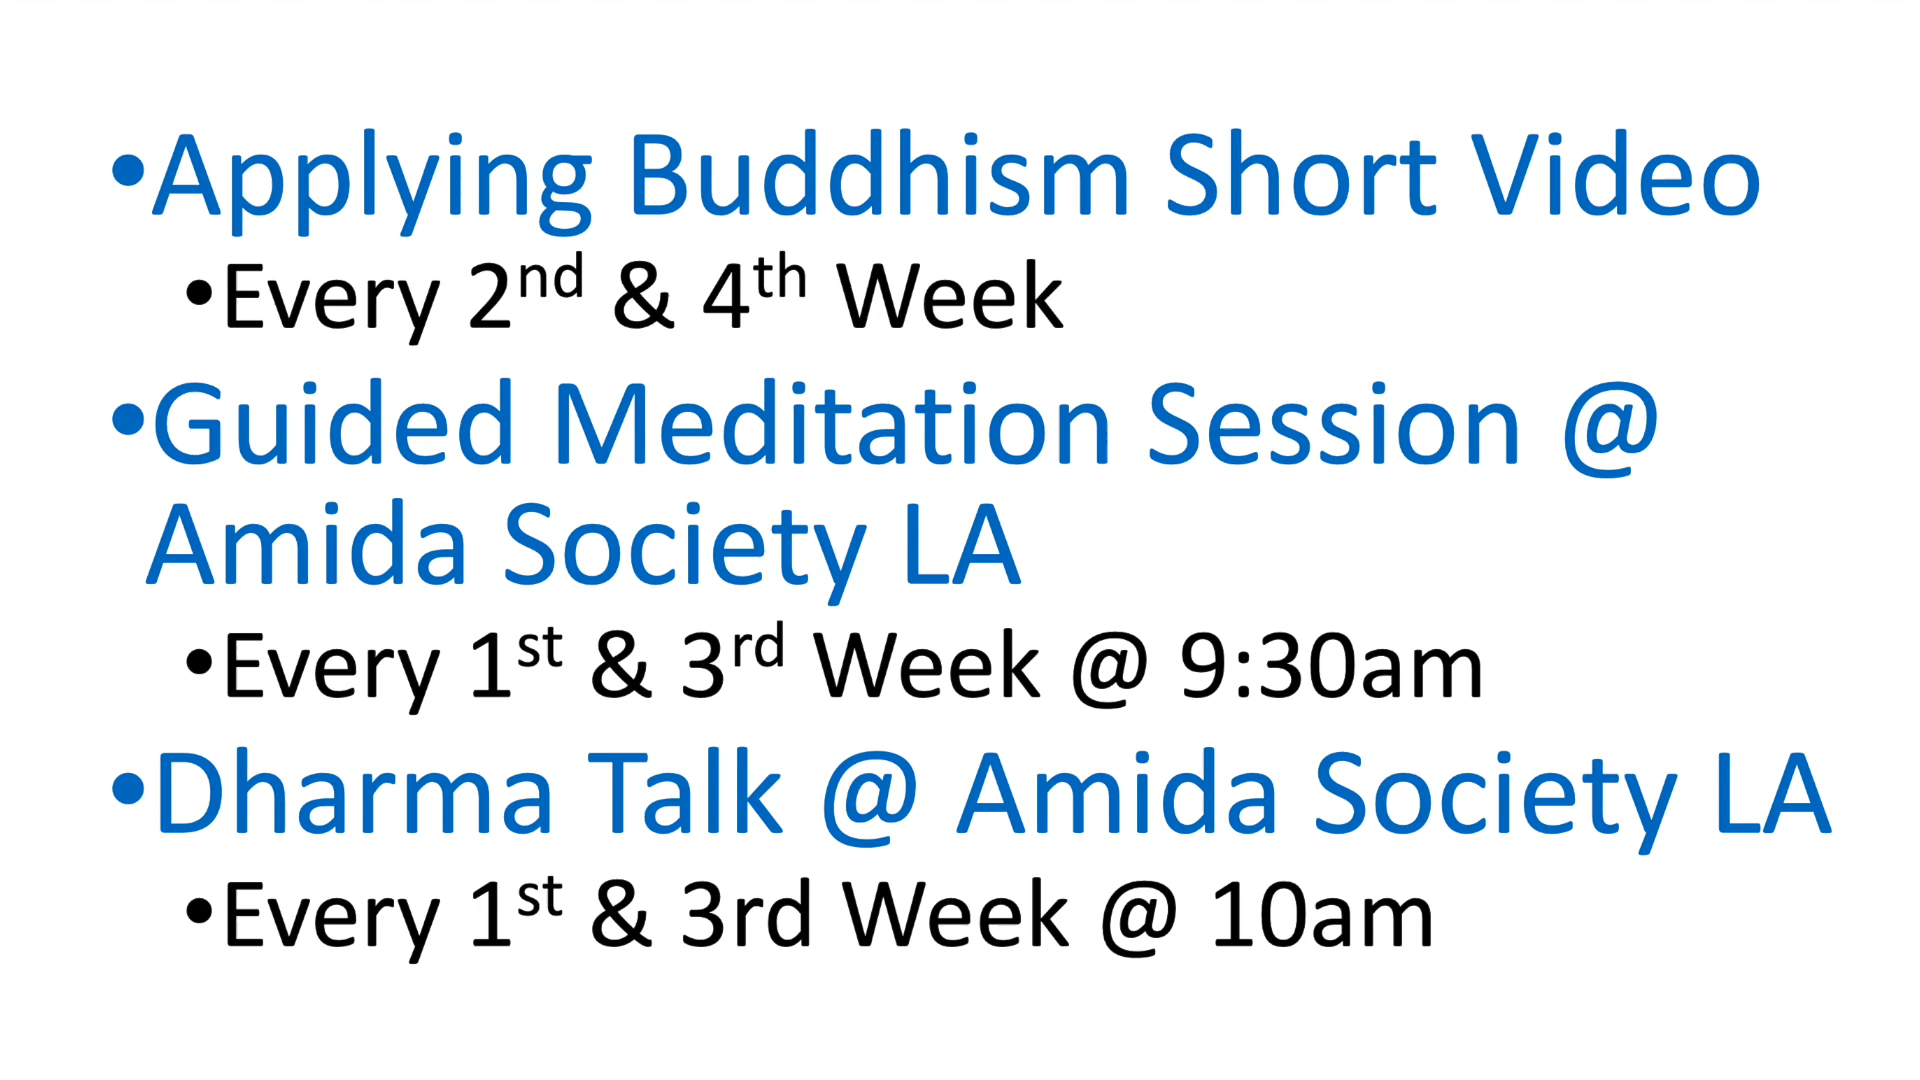 •Applying Buddhism Short Video
•Every 2nd & 4th Week
•Guided Meditation Session @
Amida Society LA
•Every 1st & 3rd Week @ 9:30am
•Dharma Talk @ Amida Society LA
•Every 1st & 3rd Week @ 10am